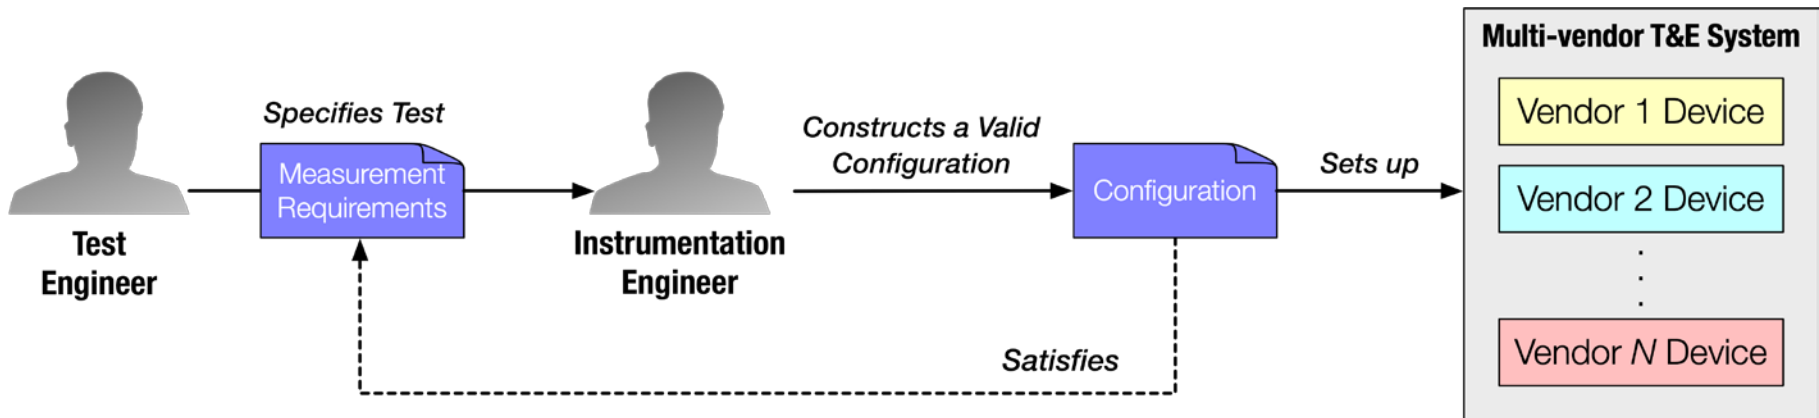 Specifies Test
Measurement
Requirements
Test
Engineer
Instrumentation
Engineer
Constructs a Valid
Configuration
Configuration
Sets up
Satisfies
Multi-vendor T&E System
Vendor 1 Device
Vendor 2 Device
.
.
.
Vendor N Device